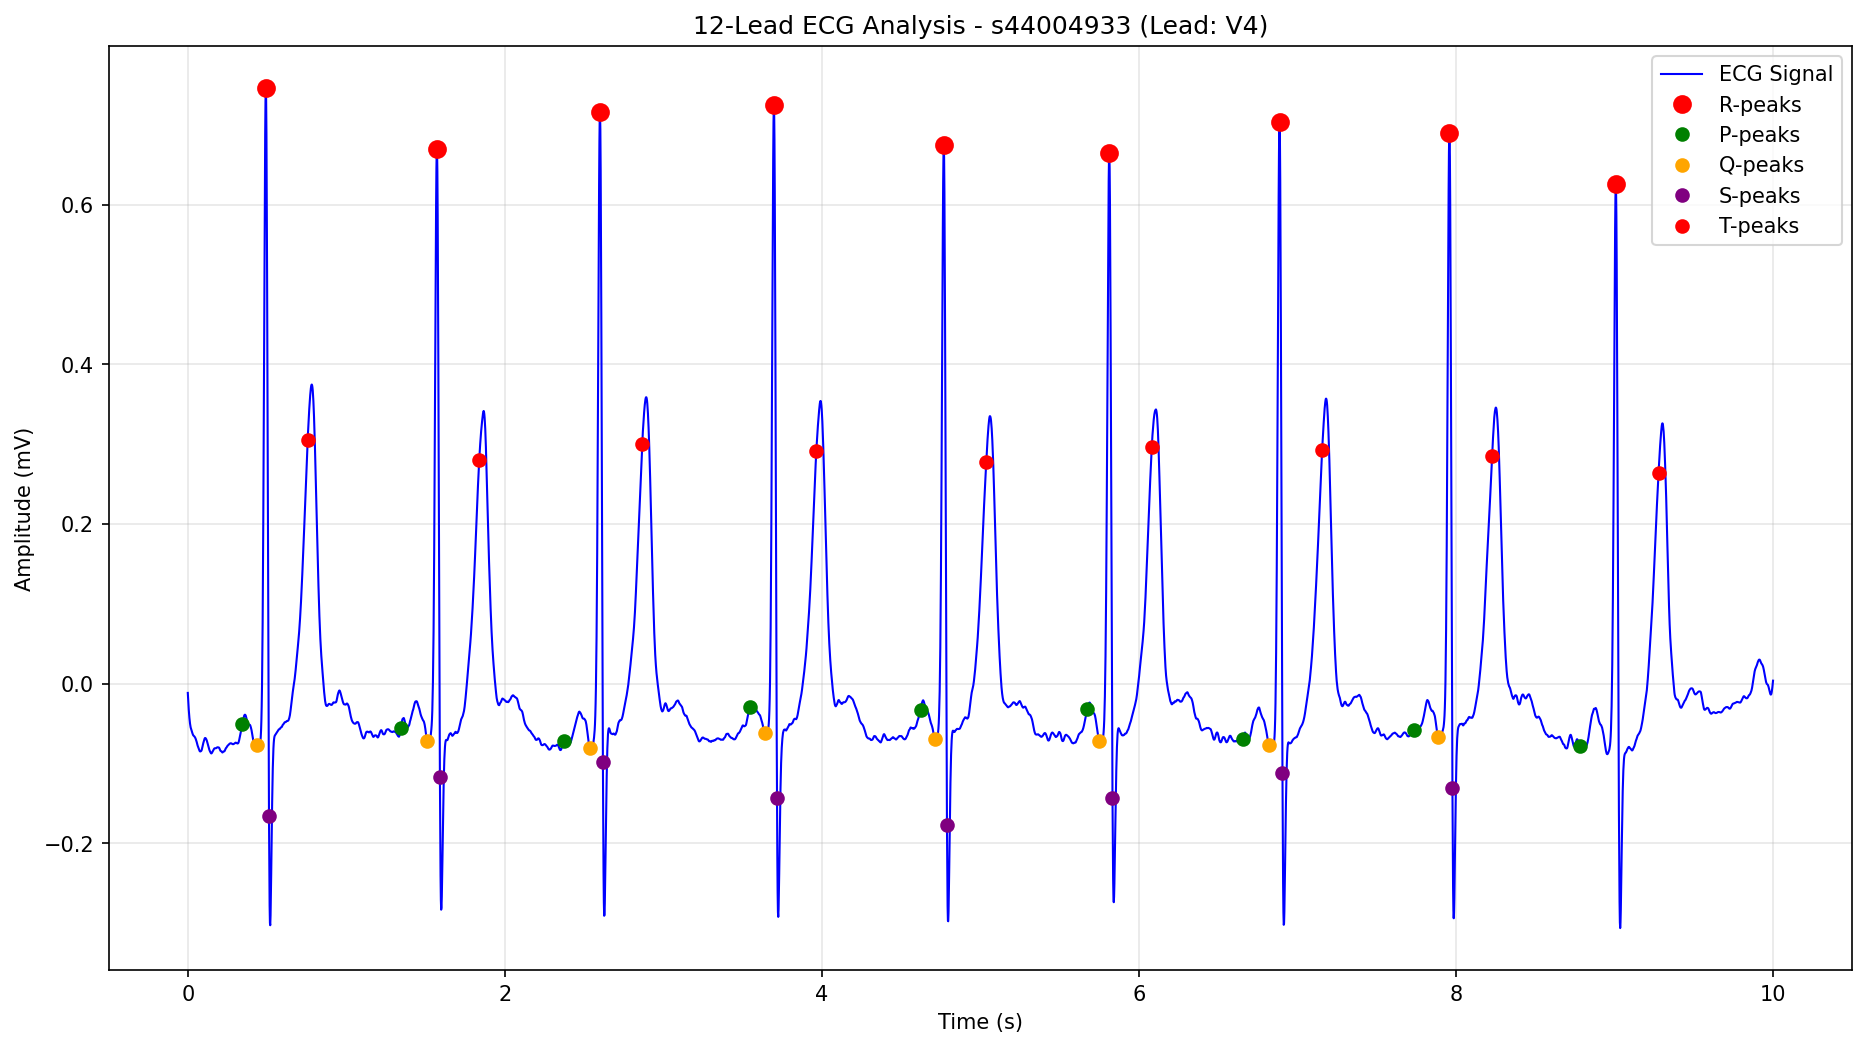 12-Lead ECG Analysis - s44004933 (Lead: V4)
ECG Signal
R-peaks
P-peaks
Q-peaks
S-peaks
T-peaks
Amplitude (mV)
0.6
0.4
0.2
0.0
−0.2
0 2 4 6 8 10
Time (s)